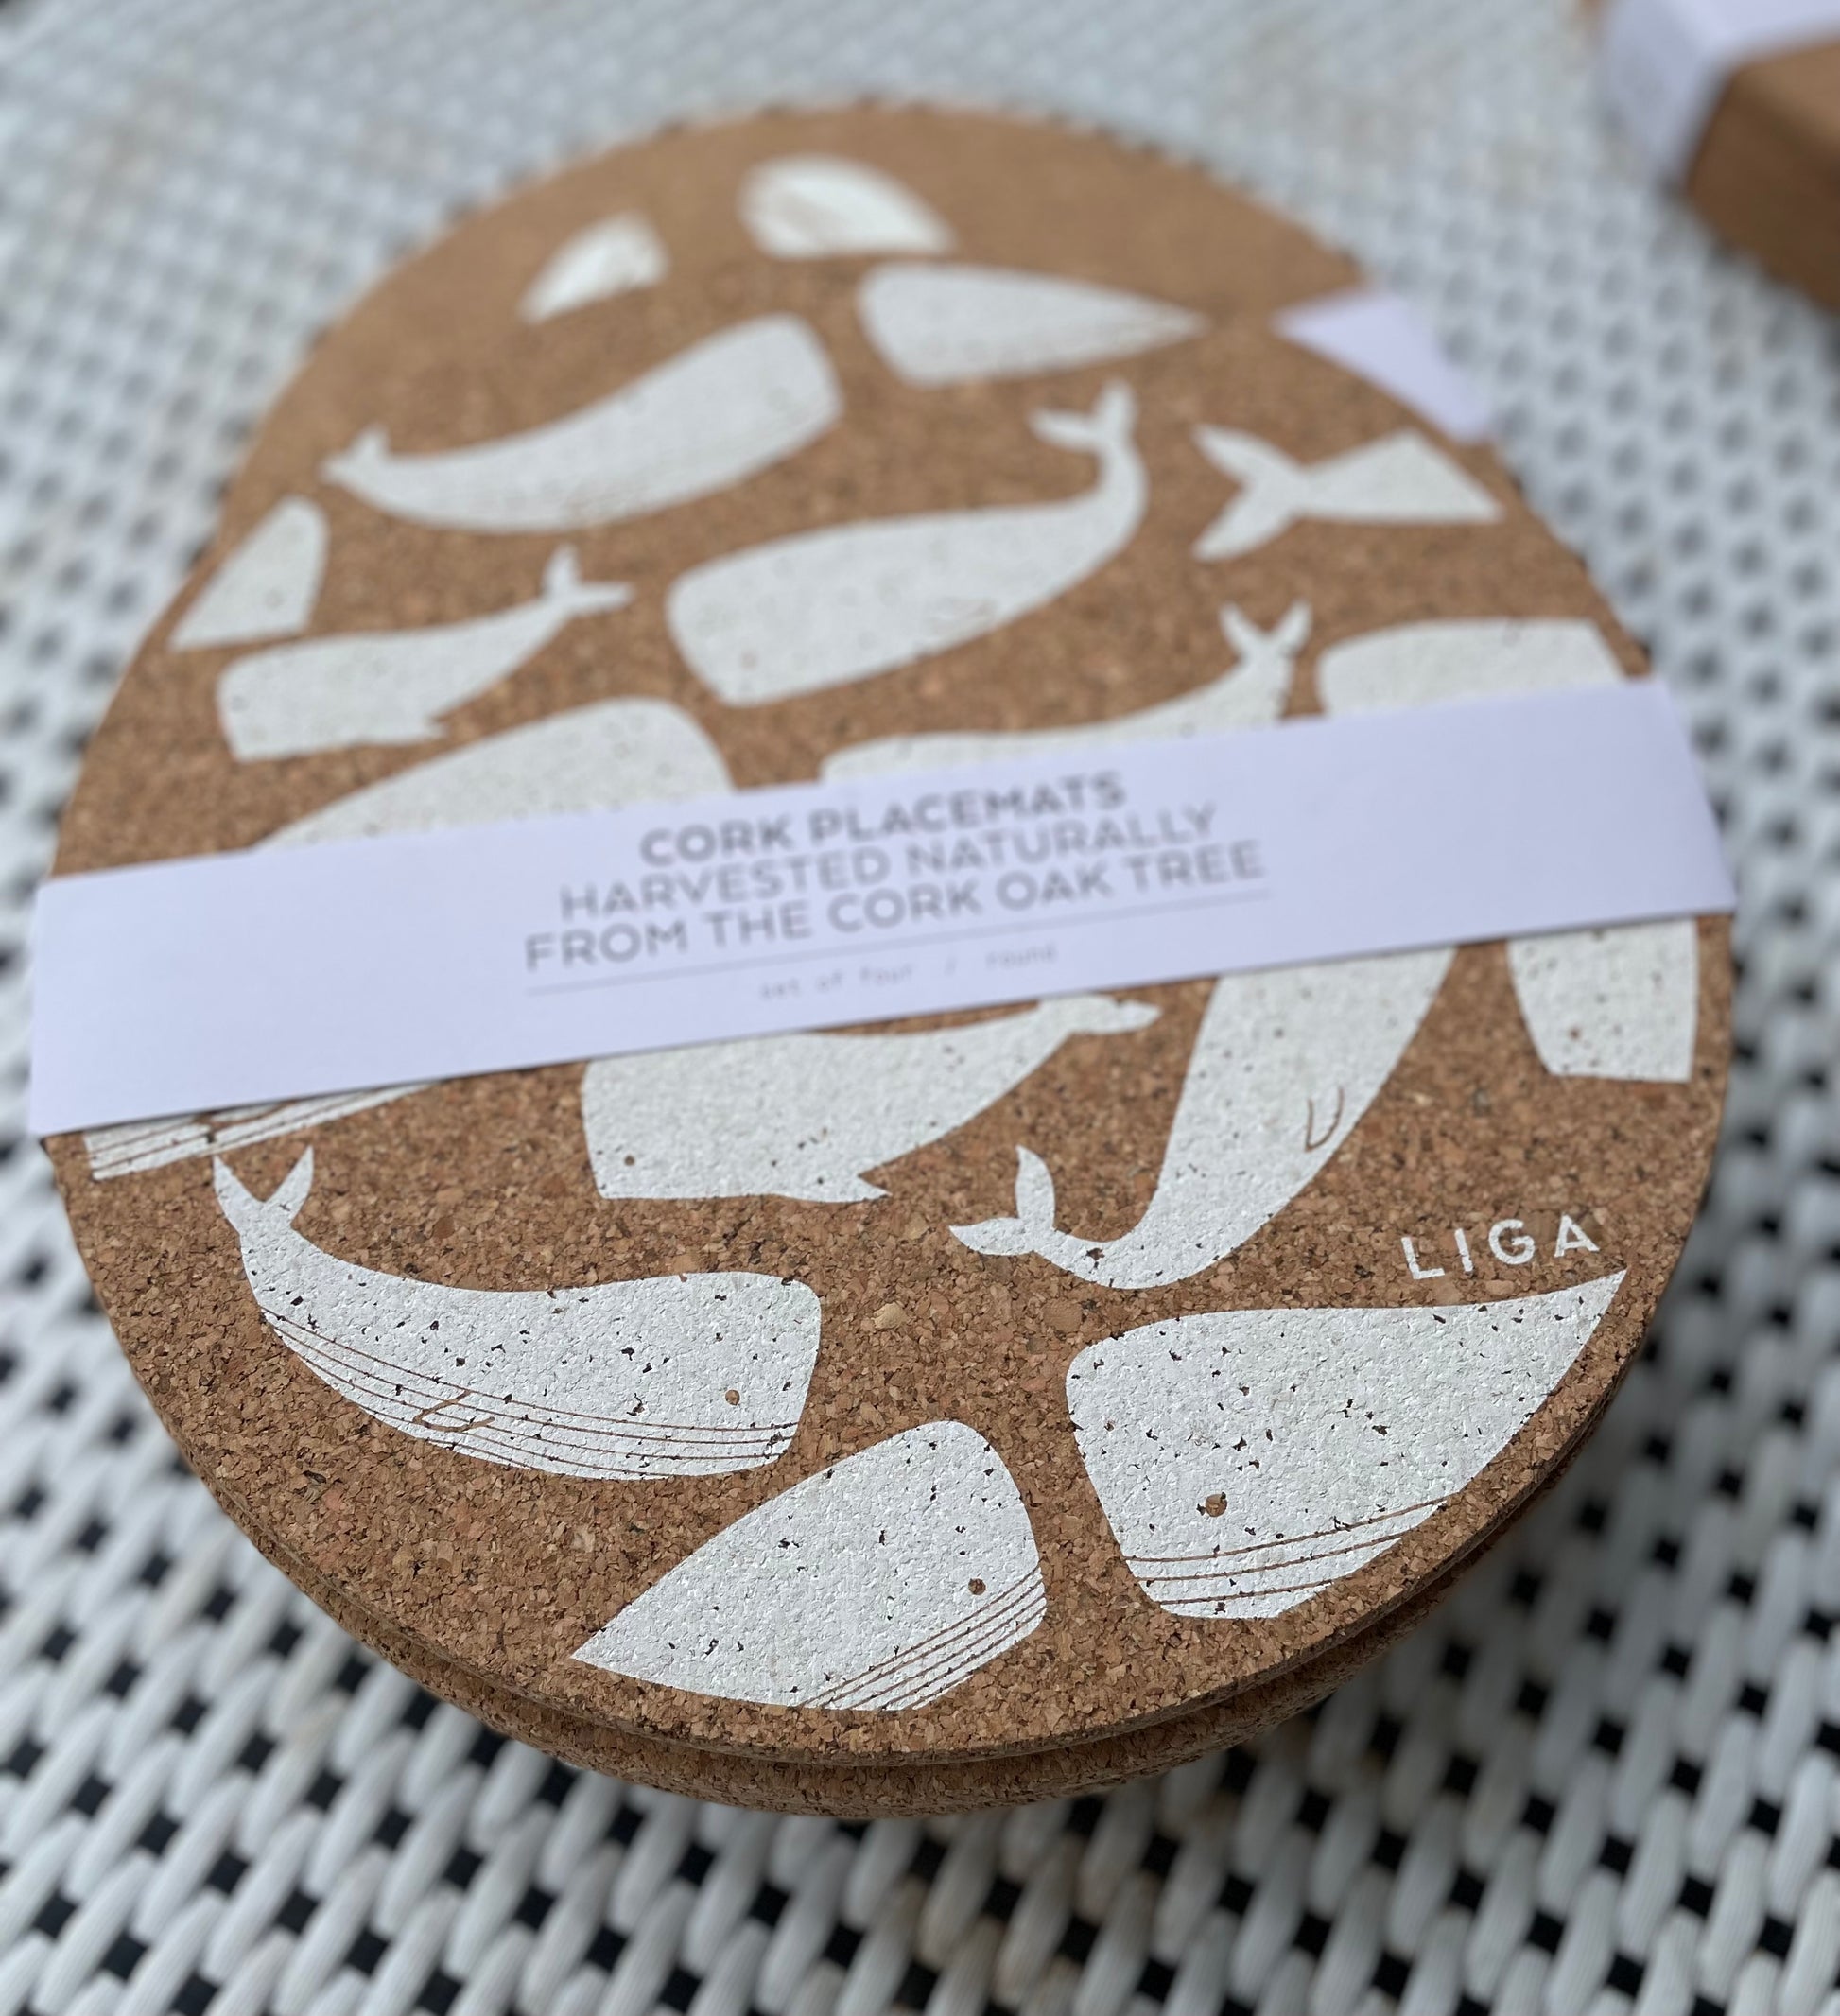 CORK PLACEMATS
HARVESTED NATURALLY
FROM THE CORK OAK TREE
set of four / round
LIGA